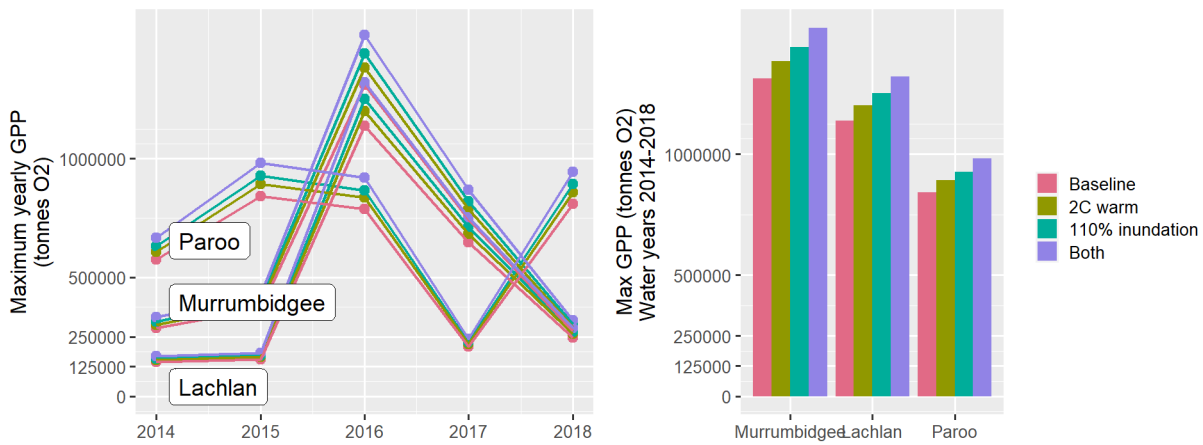 Maximum yearly GPP
(tonnes O2)
1000000
500000
250000
125000
0
Paroo
Murrumbidgee
Lachlan
2014 2015 2016 2017 2018
Max GPP (tonnes O2)
Water years 2014-2018
1000000
500000
250000
125000
0
Murrumbidgee Lachlan Paroo
Baseline
2C warm
110% inundation
Both